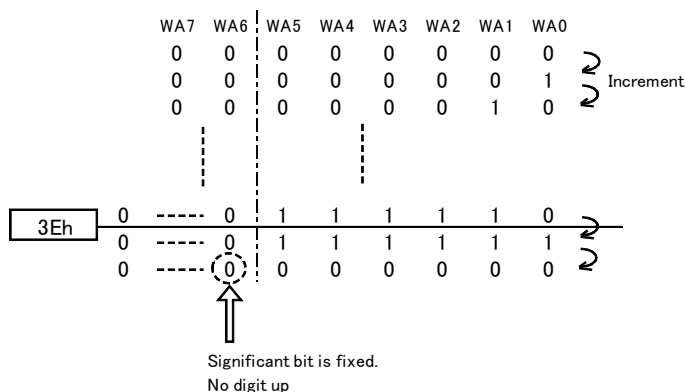 WA7 WA6 WA5 WA4 WA3 WA2 WA1 WA0
0 0 0 0 0 0 0 0
0 0 0 0 0 0 0 1
Increment
0 0 0 0 0 0 1 0
0 ----- 0 1 1 1 1 1 0
3Eh
0 ----- 0 1 1 1 1 1 1
0 ----- 0 0 0 0 0 0 0
Significant bit is fixed.
No digit up